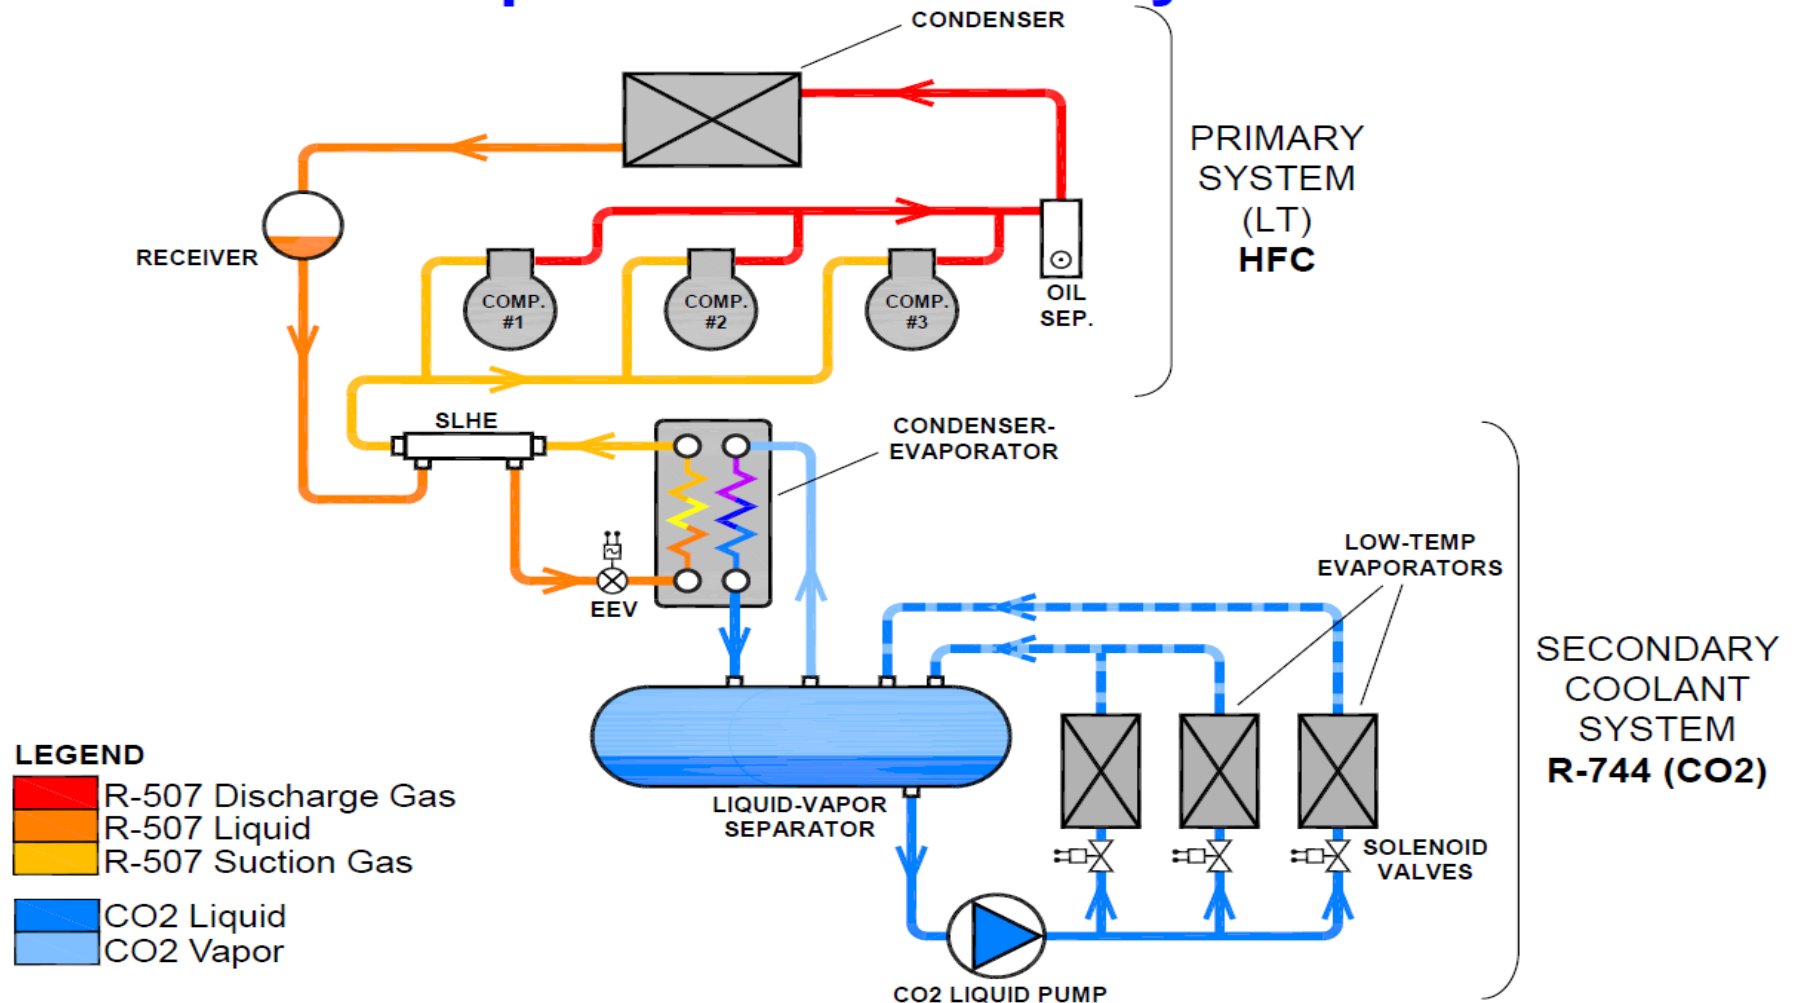 CONDENSER
PRIMARY
SYSTEM
(LT)
HFC
RECEIVER
COMP.
#1
COMP.
#2
COMP.
#3
OIL
SEP.
SLHE
CONDENSER-
EVAPORATOR
EEV
LOW-TEMP
EVAPORATORS
SECONDARY
COOLANT
SYSTEM
R-744 (CO2)
LIQUID-VAPOR
SEPARATOR
SOLENOID
VALVES
CO2 LIQUID PUMP
LEGEND
R-507 Discharge Gas
R-507 Liquid
R-507 Suction Gas
CO2 Liquid
CO2 Vapor